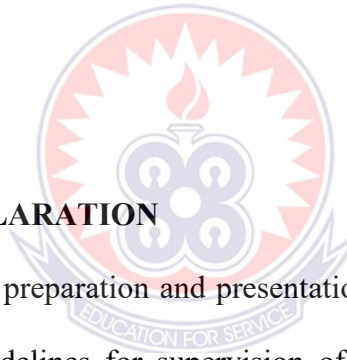 LARATION
preparation and presentatio
EDUCATION FOR SERVICE
delines for supervision of